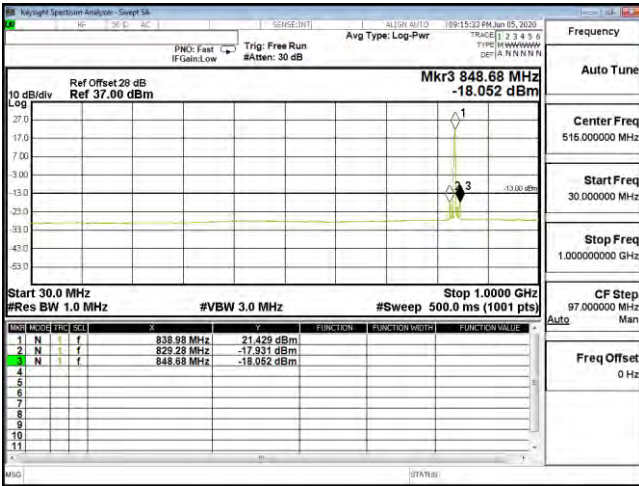 Keysight Spectrum Analyzer - Swept SA
RF 50 Ω AC SENSE:INT ALIGN AUTO 09:15:33 PM Jun 05, 2020
Avg Type: Log-Pwr TRACE 1 2 3 4 5 6
PNO: Fast Trig: Free Run TYPE M WWWWW
IFGain:Low #Atten: 30 dB DET A N N N N N
Mkr3 848.68 MHz
-18.052 dBm
Ref Offset 28 dB
10 dB/div Ref 37.00 dBm
Log
27.0
17.0
7.00
-3.00
-13.0
-23.0
-33.0
-43.0
-53.0
1
2 3
-13.00 dBm
Start 30.0 MHz Stop 1.0000 GHz
#Res BW 1.0 MHz #VBW 3.0 MHz #Sweep 500.0 ms (1001 pts)
MKR MODE TRC SCL X Y FUNCTION FUNCTION WIDTH FUNCTION VALUE
1 N 1 f 838.98 MHz 21.429 dBm
2 N 1 f 829.28 MHz -17.931 dBm
3 N 1 f 848.68 MHz -18.052 dBm
4
5
6
7
8
9
10
11
MSG STATUS
Frequency
Auto Tune
Center Freq
515.000000 MHz
Start Freq
30.000000 MHz
Stop Freq
1.000000000 GHz
CF Step
97.000000 MHz
Auto Man
Freq Offset
0 Hz